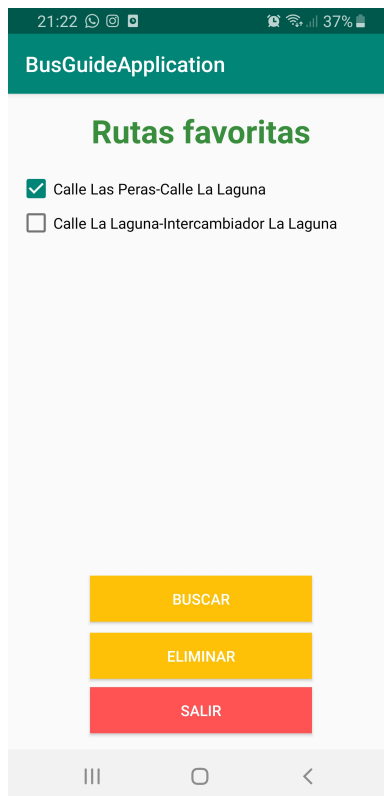 21:22 37%
BusGuideApplication
Rutas favoritas
Calle Las Peras-Calle La Laguna
Calle La Laguna-Intercambiador La Laguna
BUSCAR
ELIMINAR
SALIR